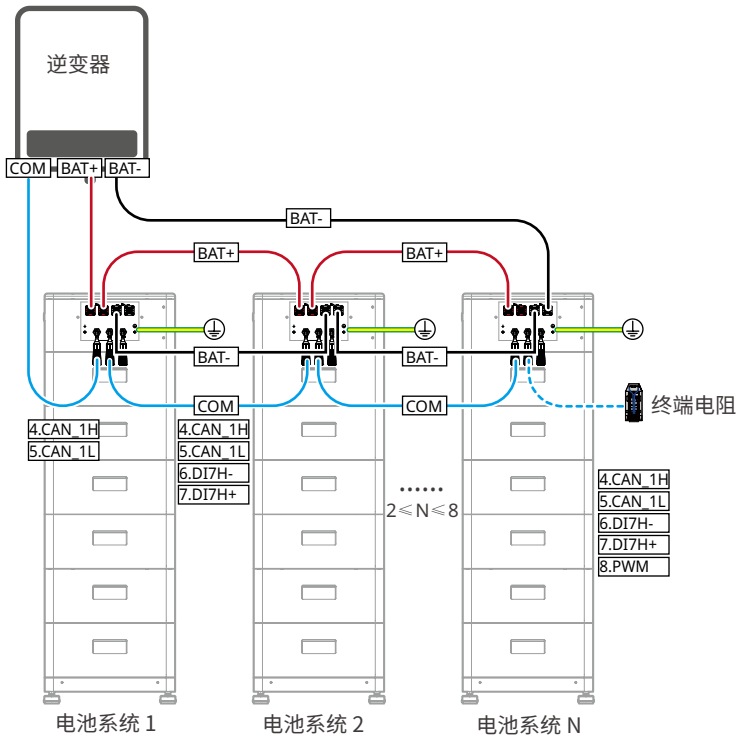 逆变器
COM
BAT+
BAT-
BAT-
BAT+
BAT+
BAT-
BAT-
COM
COM
终端电阻
4.CAN_1H
5.CAN_1L
4.CAN_1H
5.CAN_1L
6.DI7H-
7.DI7H+
......
2≤N≤8
4.CAN_1H
5.CAN_1L
6.DI7H-
7.DI7H+
8.PWM
电池系统 1
电池系统 2
电池系统 N